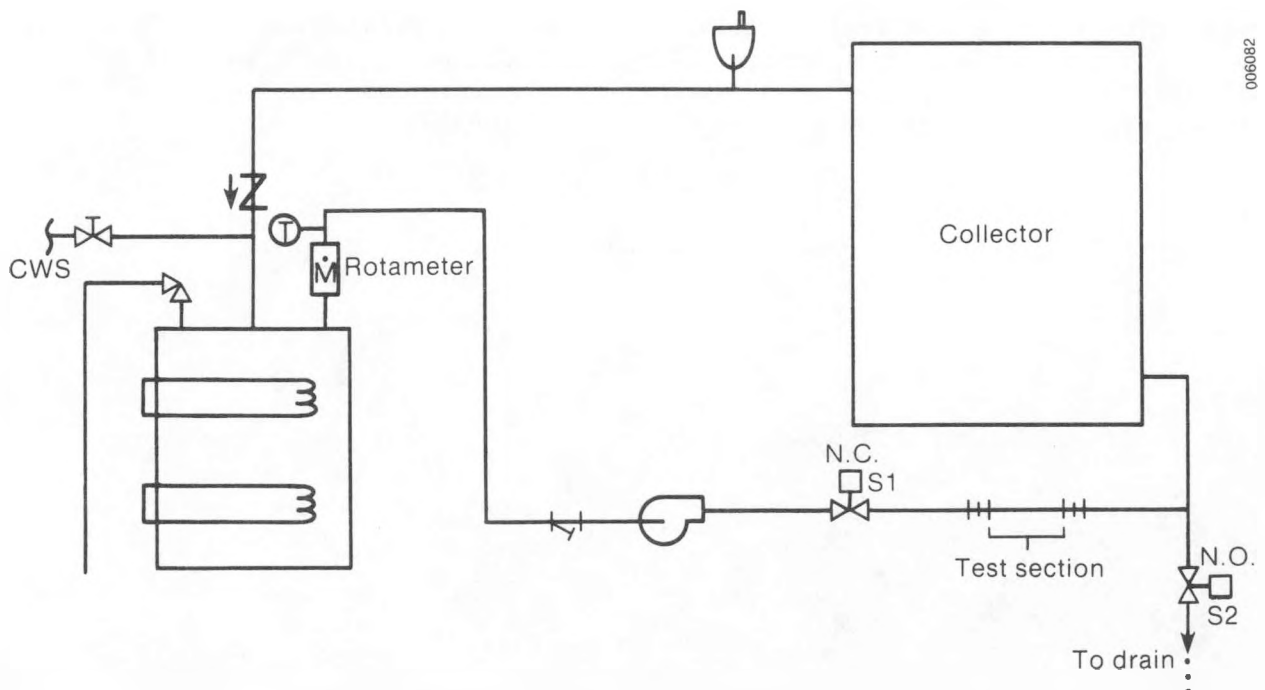 006082
Collector
T
CWS
M Rotameter
N.C.
S1
Test section
N.O.
S2
To drain